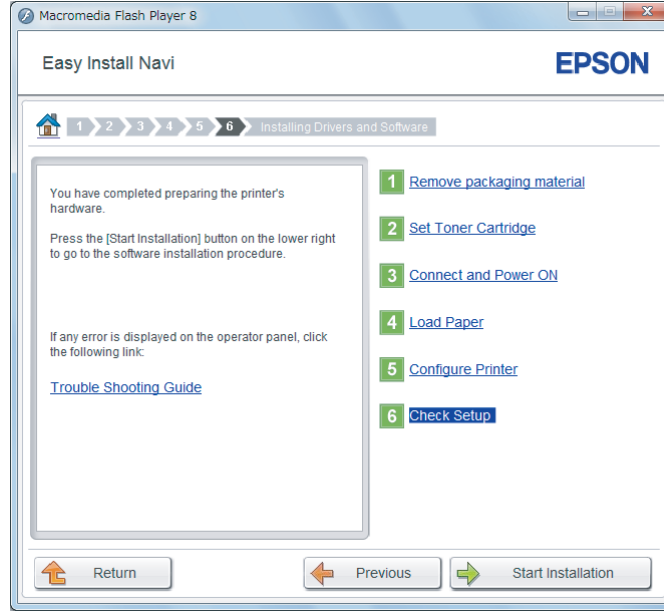 Macromedia Flash Player 8
Easy Install Navi
EPSON
1 2 3 4 5 6 Installing Drivers and Software
You have completed preparing the printer's
hardware.
Press the [Start Installation] button on the lower right
to go to the software installation procedure.
If any error is displayed on the operator panel, click
the following link:
Trouble Shooting Guide
1 Remove packaging material
2 Set Toner Cartridge
3 Connect and Power ON
4 Load Paper
5 Configure Printer
6 Check Setup
Return
Previous
Start Installation